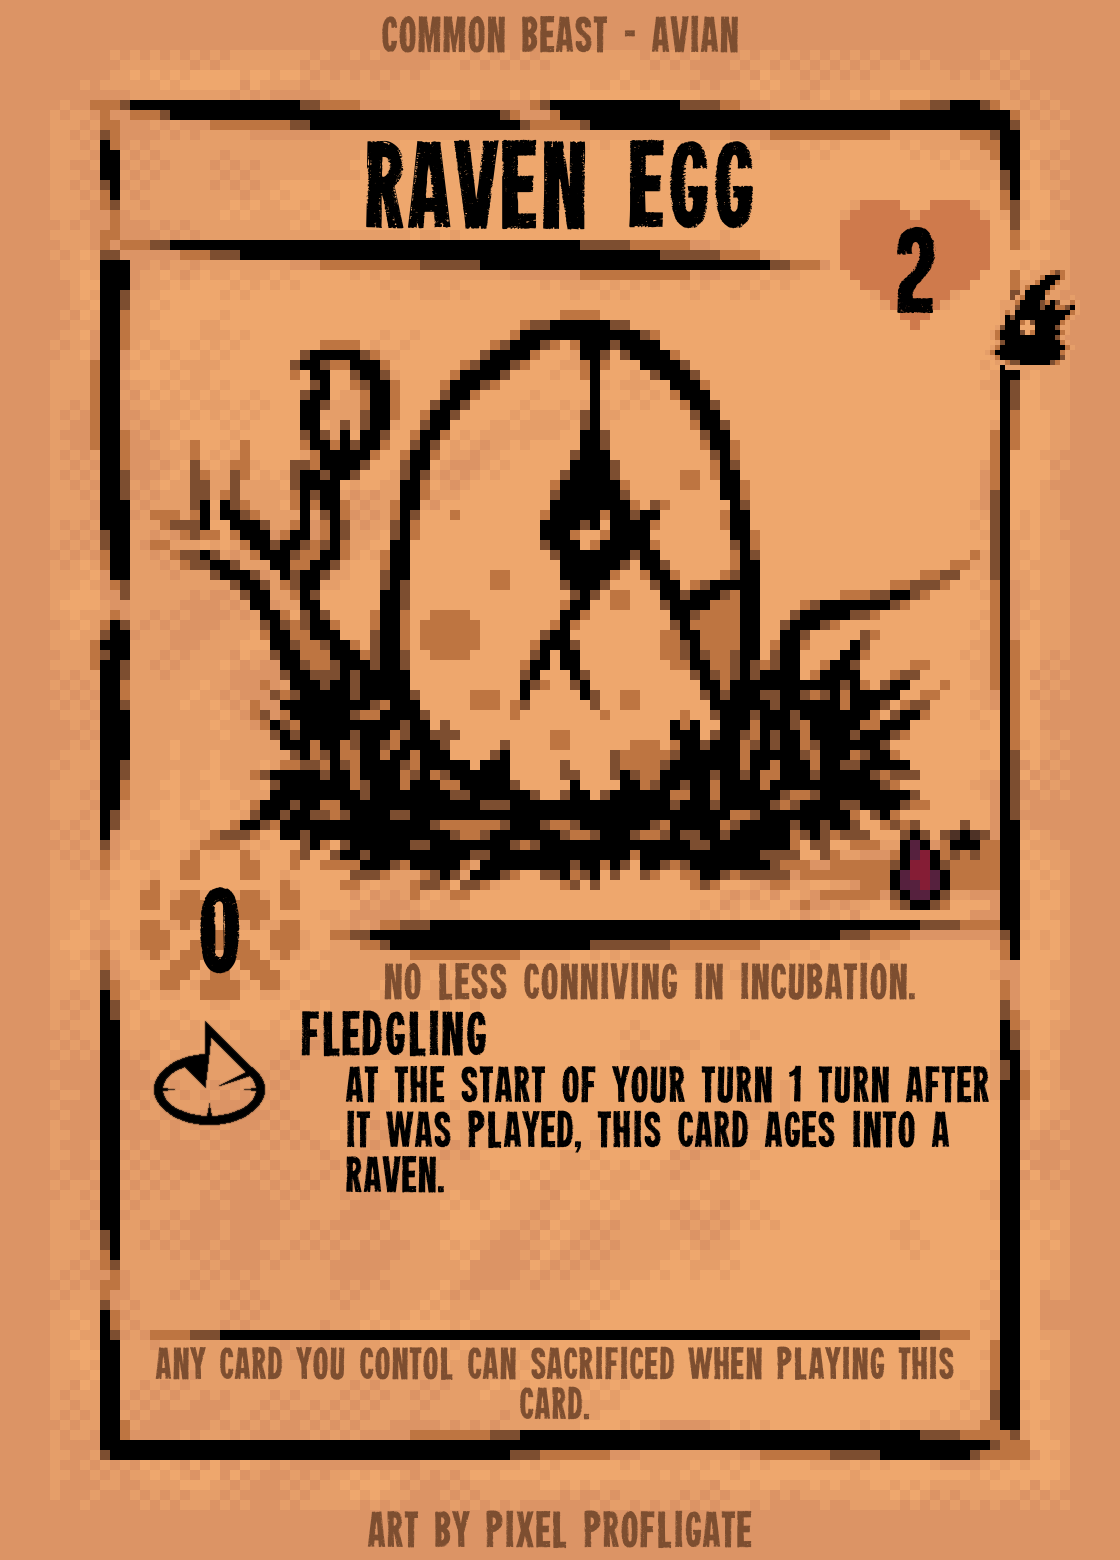 COMMON BEAST - AVIAN
RAVEN EGG
2
0
NO LESS CONNIVING IN INCUBATION.
FLEDGLING
AT THE START OF YOUR TURN 1 TURN AFTER
IT WAS PLAYED, THIS CARD AGES INTO A
RAVEN.
ANY CARD YOU CONTOL CAN SACRIFICED WHEN PLAYING THIS
CARD.
ART BY PIXEL PROFLIGATE